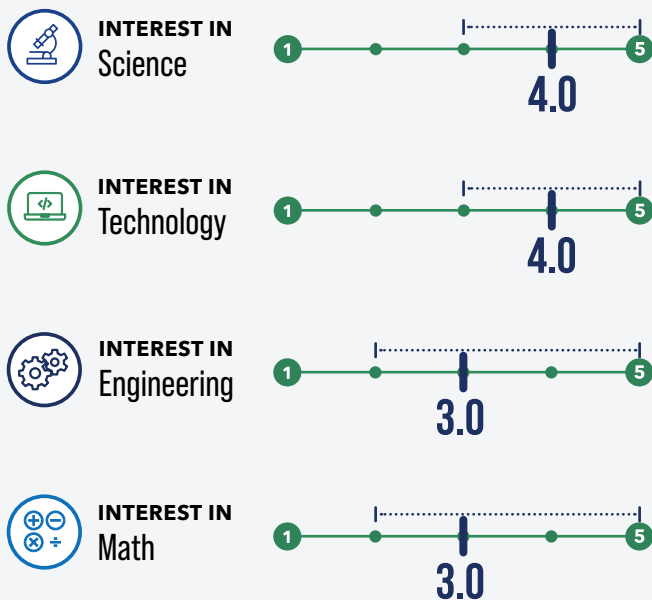 INTEREST IN
Science
1 5
4.0
INTEREST IN
Technology
</>
1 5
4.0
INTEREST IN
Engineering
1 5
3.0
INTEREST IN
Math
1 5
3.0